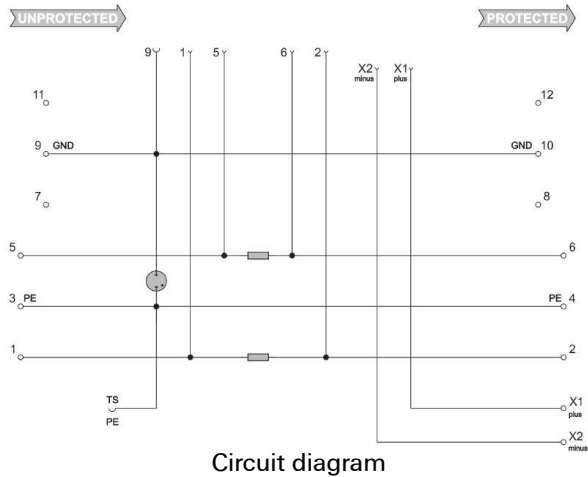 UNPROTECTED PROTECTED
9 1 5 6 2 X2 X1
minus plus
11 12
9 GND GND 10
7 8
5 6
3 PE PE 4
1 2
TS X1
PE plus
X2
minus
Circuit diagram